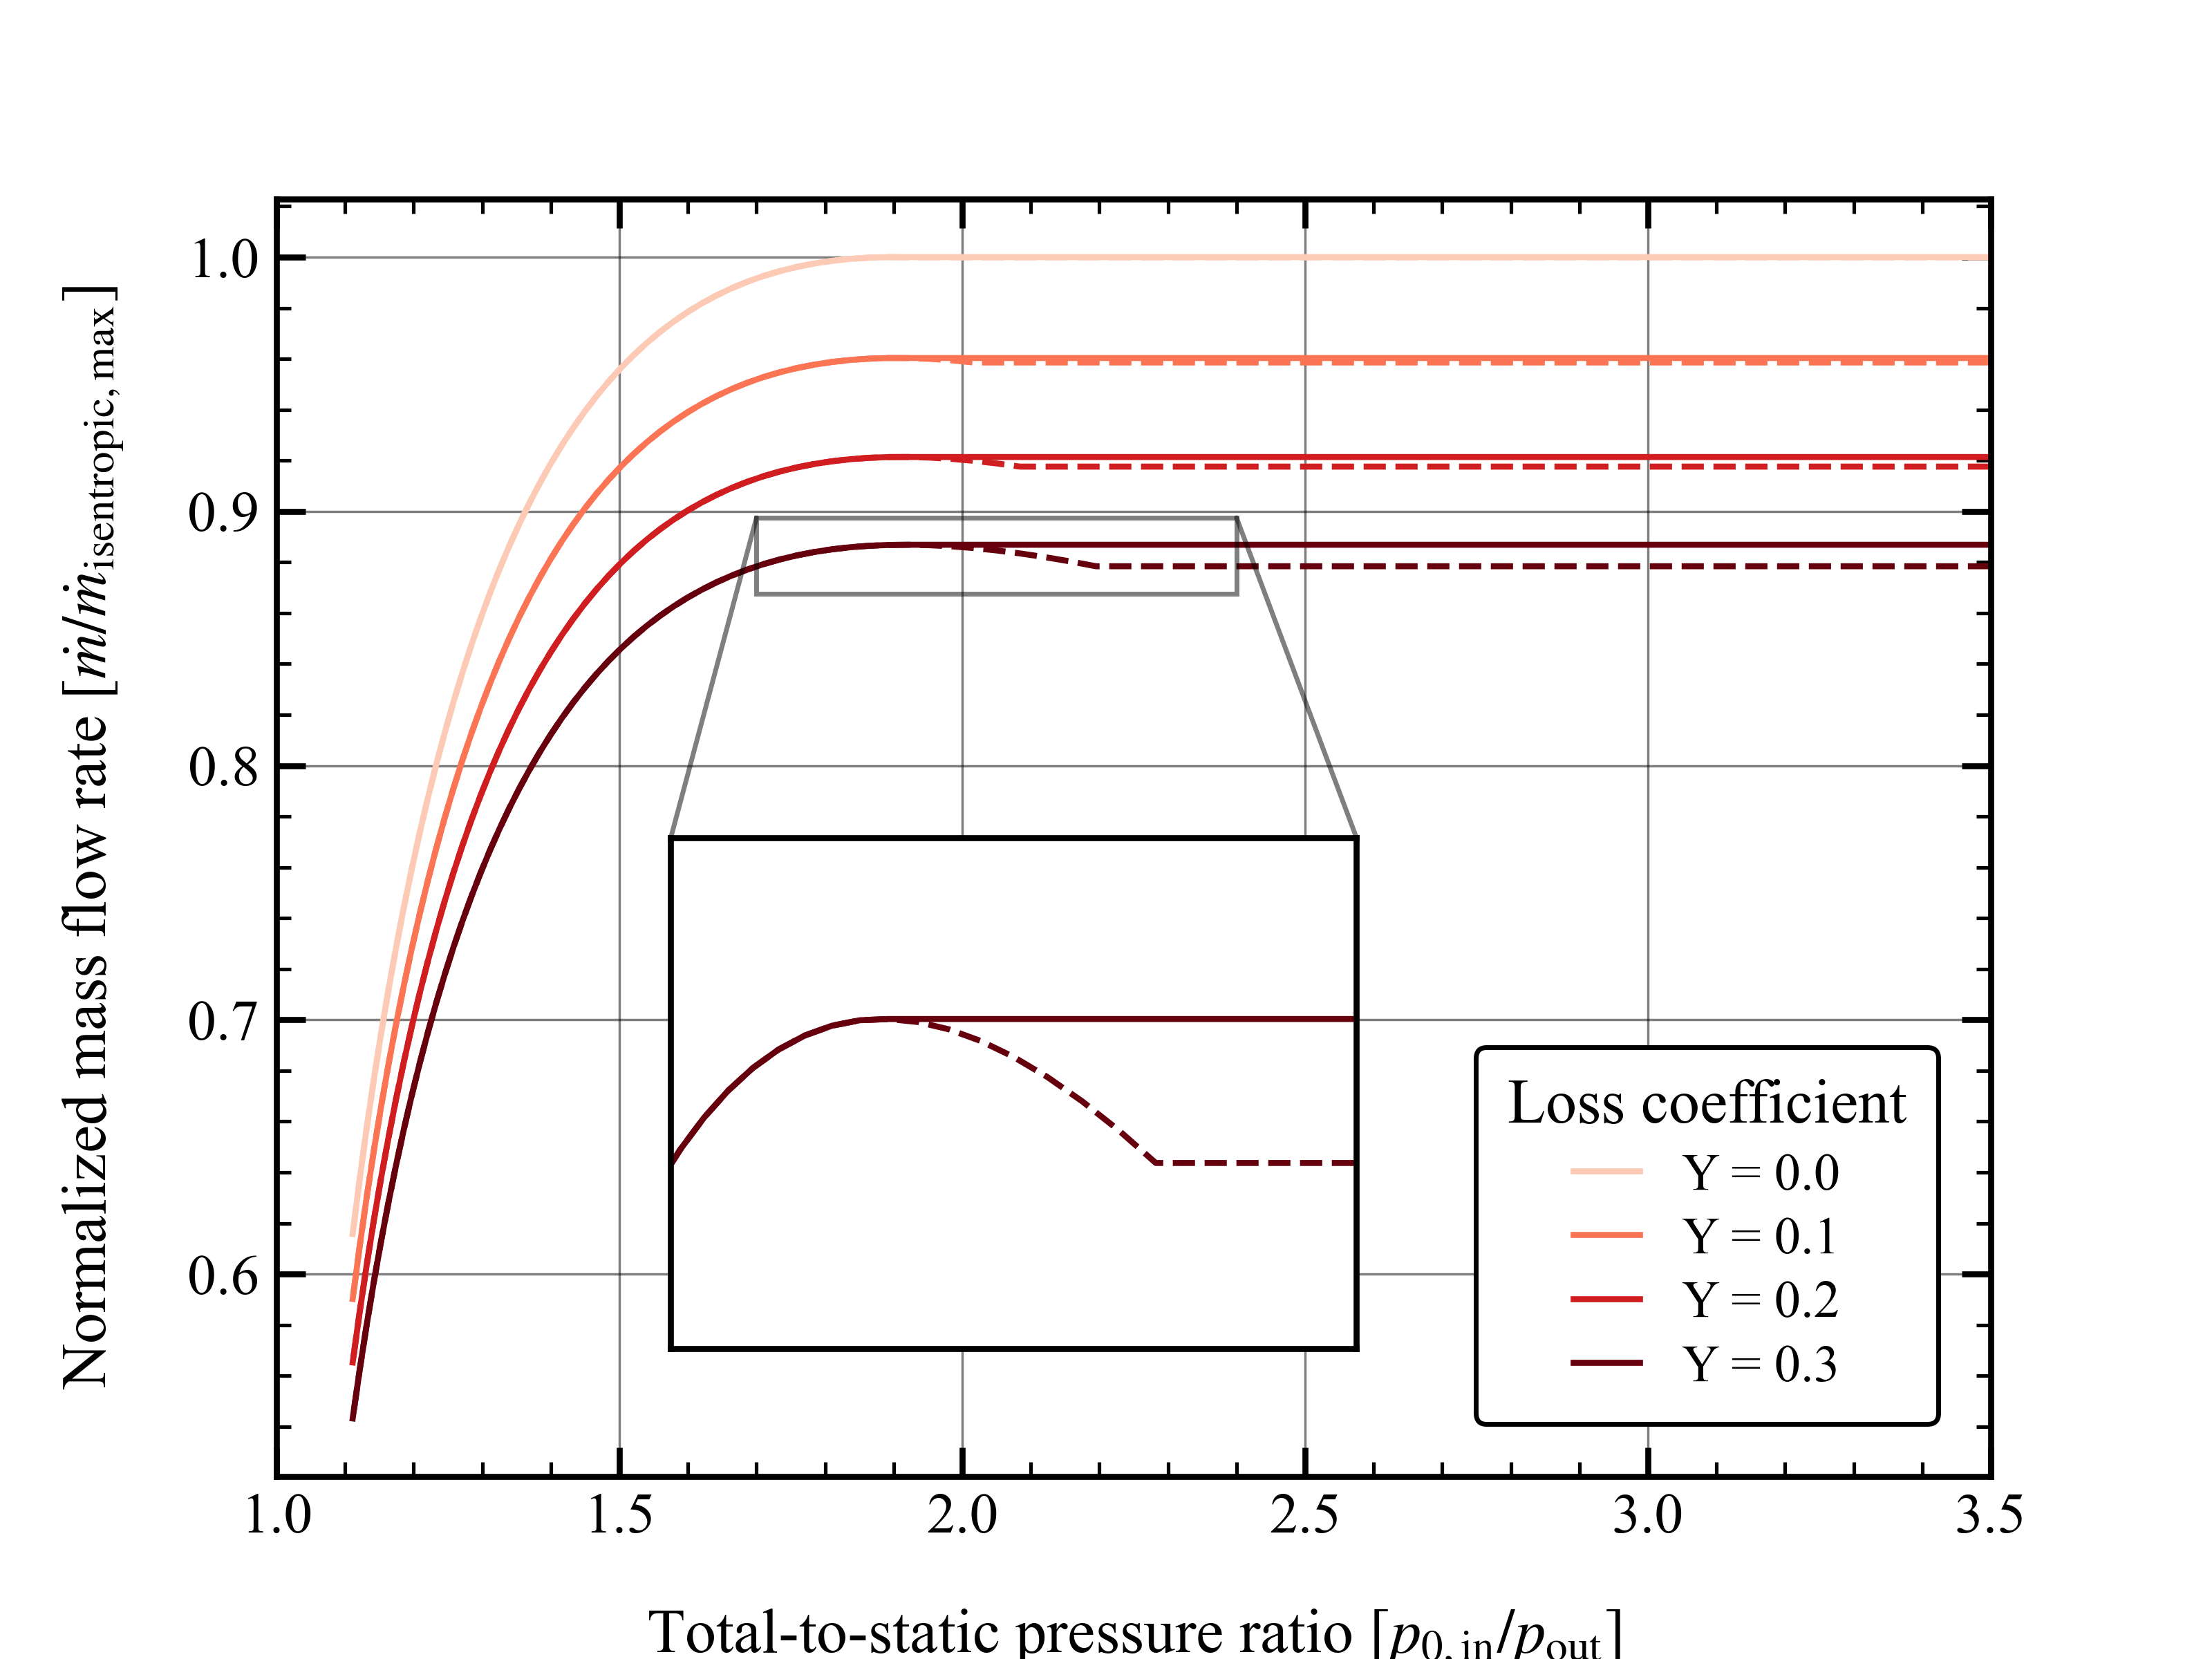 Normalized mass flow rate [ṁ/ṁisentropic, max]
1.0
0.9
0.8
0.7
0.6
Loss coefficient
Y = 0.0
Y = 0.1
Y = 0.2
Y = 0.3
1.0 1.5 2.0 2.5 3.0 3.5
Total-to-static pressure ratio [p0, in/pout]